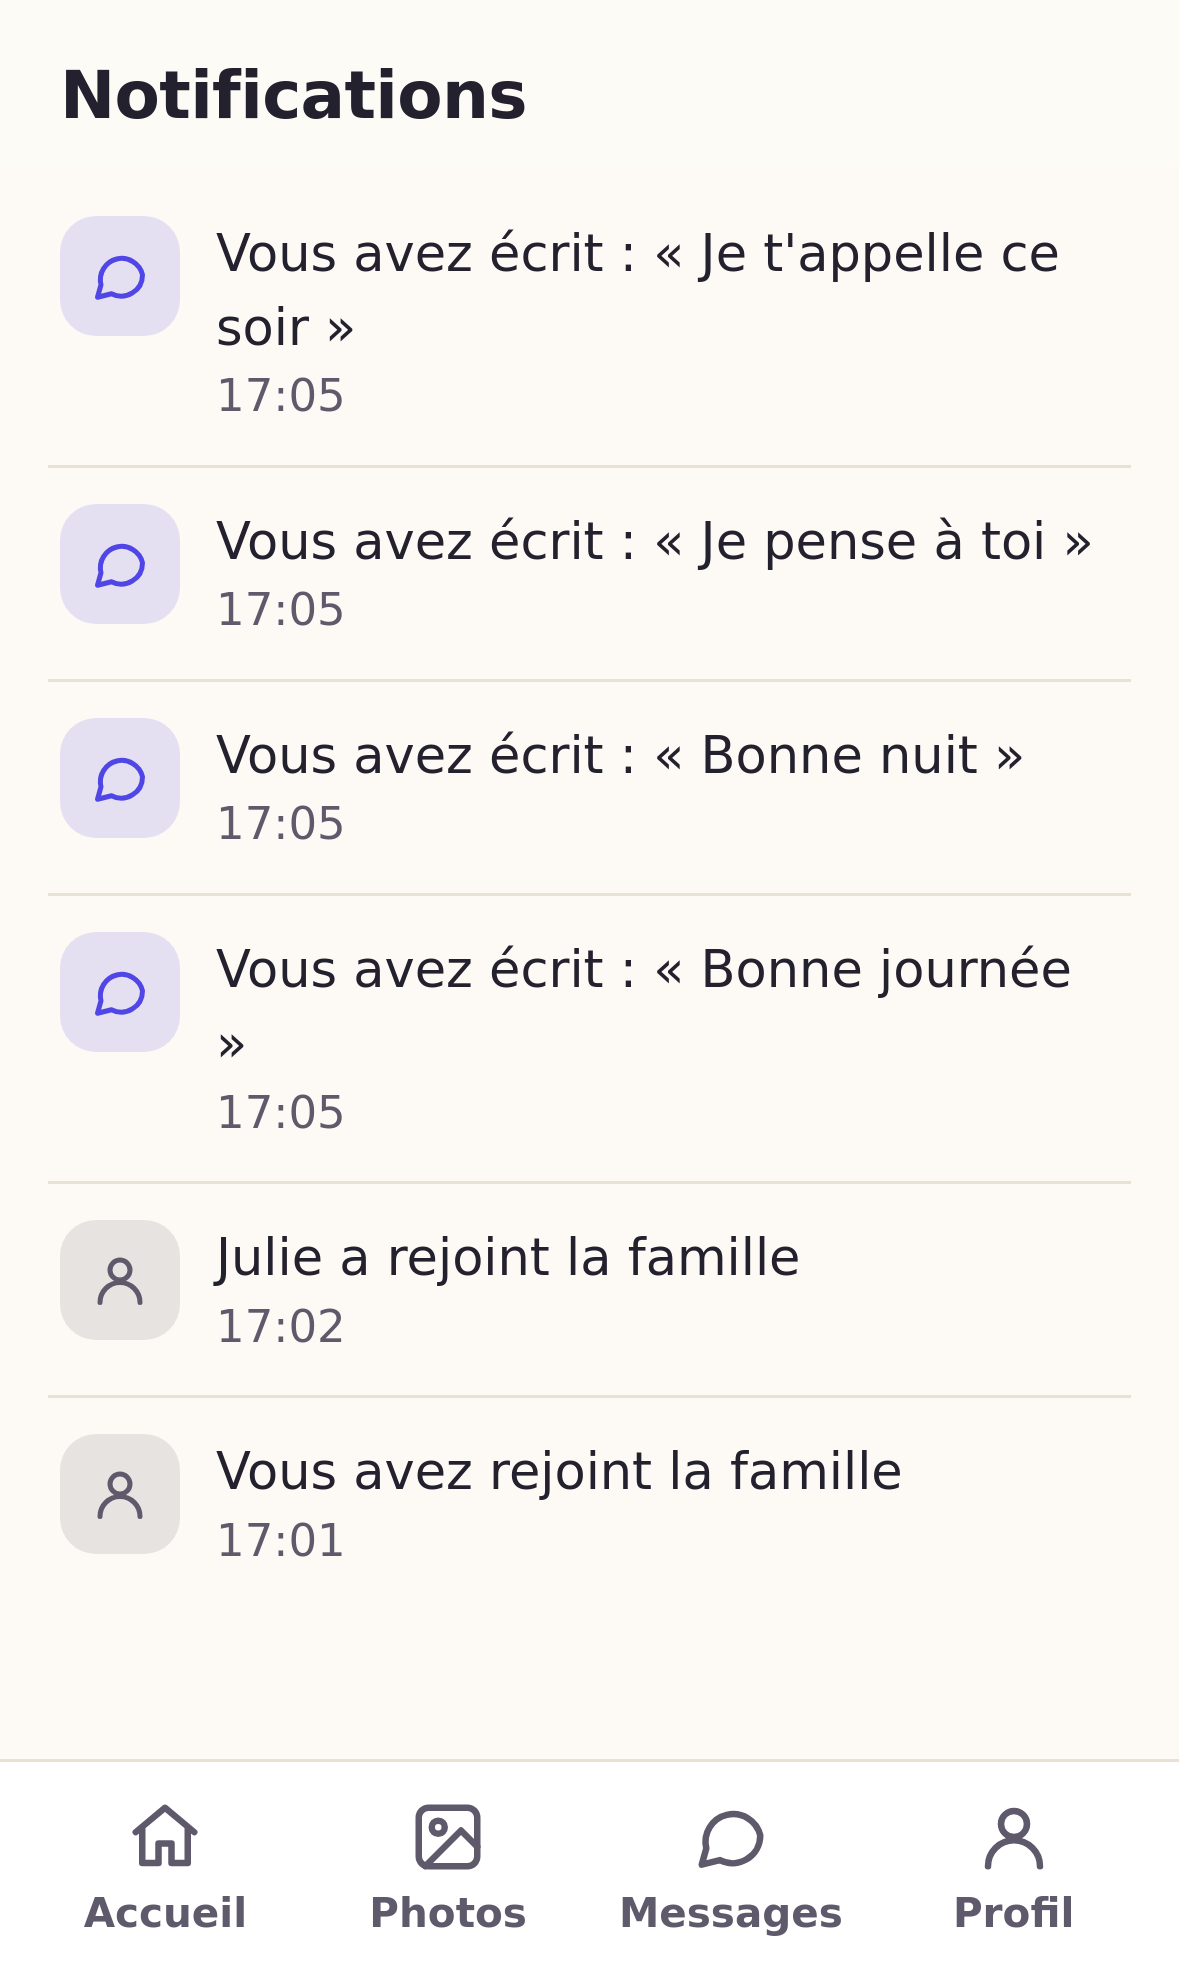 Notifications
Vous avez écrit : « Je t'appelle ce
soir »
17:05
Vous avez écrit : « Je pense à toi »
17:05
Vous avez écrit : « Bonne nuit »
17:05
Vous avez écrit : « Bonne journée
»
17:05
Julie a rejoint la famille
17:02
Vous avez rejoint la famille
17:01
Accueil
Photos
Messages
Profil